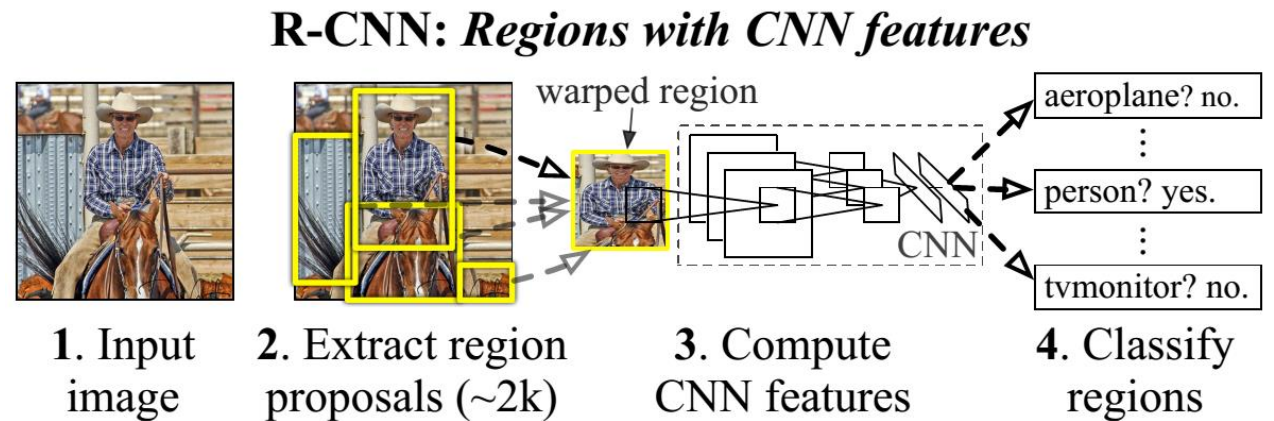 R-CNN: Regions with CNN features
warped region
aeroplane? no.
⋮
person? yes.
⋮
tvmonitor? no.
CNN
1. Input
image
2. Extract region
proposals (~2k)
3. Compute
CNN features
4. Classify
regions